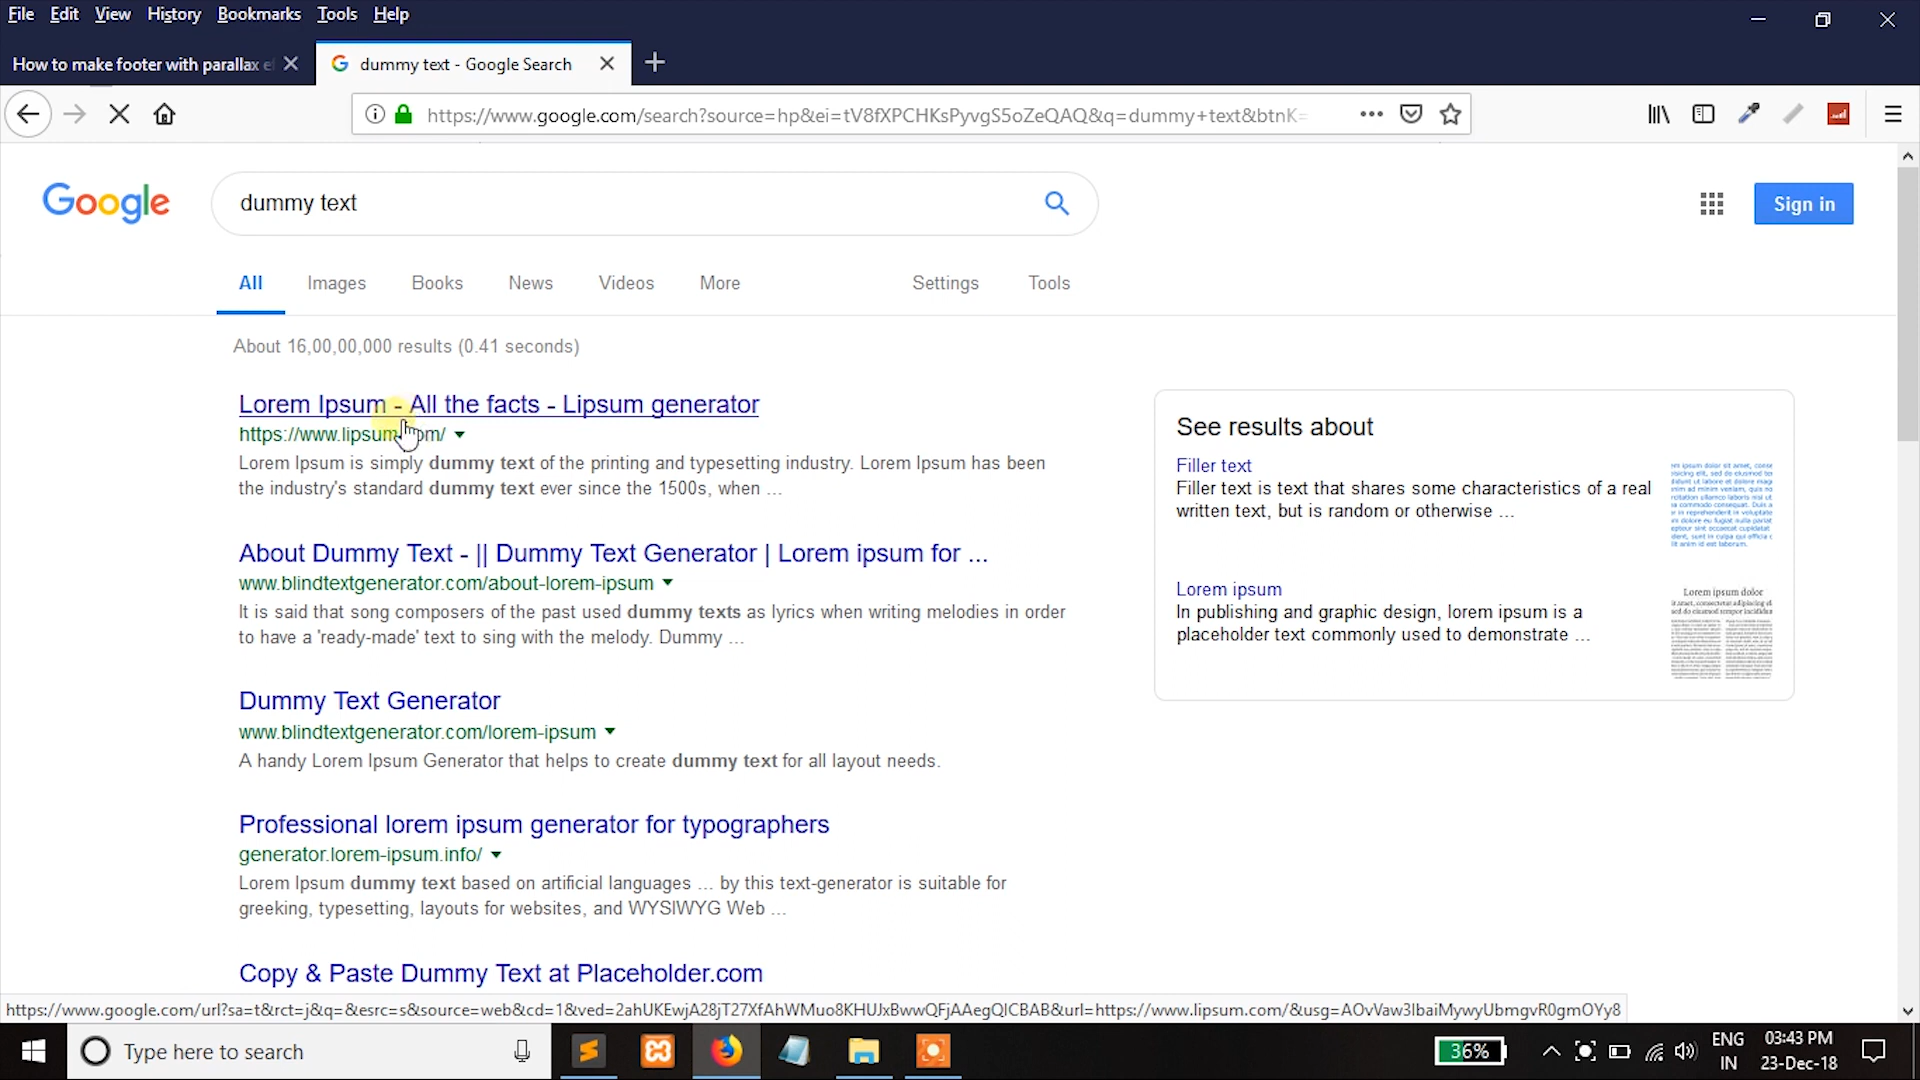 File Edit View History Bookmarks Tools Help
How to make footer with parallax ef
dummy text - Google Search
https://www.google.com/search?source=hp&ei=tV8fXPCHKsPyvgS5oZeQAQ&q=dummy+text&btnK=
Google
dummy text
Sign in
All Images Books News Videos More Settings Tools
About 16,00,00,000 results (0.41 seconds)
Lorem Ipsum - All the facts - Lipsum generator
https://www.lipsum.com/
Lorem Ipsum is simply dummy text of the printing and typesetting industry. Lorem Ipsum has been
the industry's standard dummy text ever since the 1500s, when ...
About Dummy Text - || Dummy Text Generator | Lorem ipsum for ...
www.blindtextgenerator.com/about-lorem-ipsum
It is said that song composers of the past used dummy texts as lyrics when writing melodies in order
to have a 'ready-made' text to sing with the melody. Dummy ...
Dummy Text Generator
www.blindtextgenerator.com/lorem-ipsum
A handy Lorem Ipsum Generator that helps to create dummy text for all layout needs.
Professional lorem ipsum generator for typographers
generator.lorem-ipsum.info/
Lorem Ipsum dummy text based on artificial languages ... by this text-generator is suitable for
greeking, typesetting, layouts for websites, and WYSIWYG Web ...
Copy & Paste Dummy Text at Placeholder.com
See results about
Filler text
Filler text is text that shares some characteristics of a real
written text, but is random or otherwise ...
Lorem ipsum
In publishing and graphic design, lorem ipsum is a
placeholder text commonly used to demonstrate ...
Lorem ipsum dolor
https://www.google.com/url?sa=t&rct=j&q=&esrc=s&source=web&cd=1&ved=2ahUKEwjA28jT27XfAhWMuo8KHUJxBwwQFjAAegQICBAB&url=https://www.lipsum.com/&usg=AOvVaw3lbaiMywyUbmgvR0gmOYy8
Type here to search
36%
ENG
IN
03:43 PM
23-Dec-18